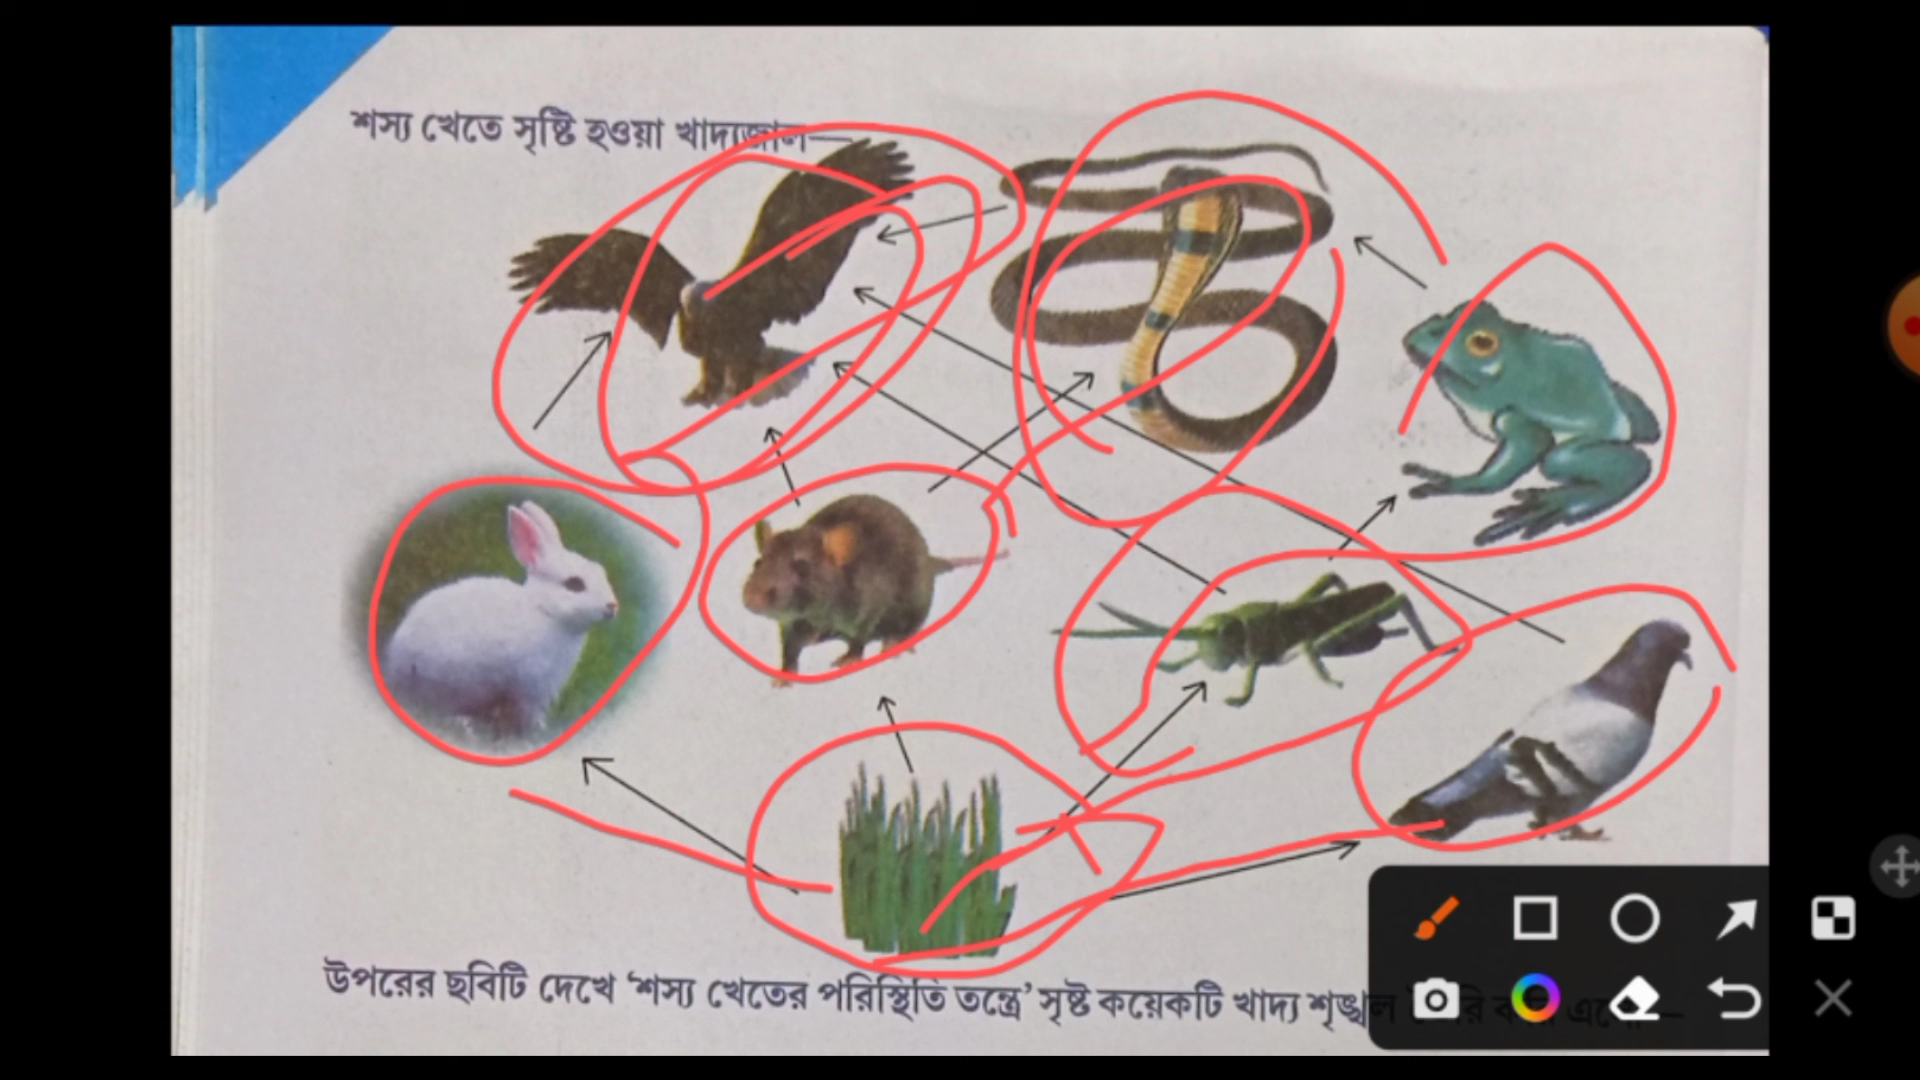 শস্য খেতে সৃষ্টি হওয়া খাদ্যজাল—
উপরের ছবিটি দেখে ‘শস্য খেতের পরিস্থিতি তন্ত্রে’ সৃষ্ট কয়েকটি খাদ্য শৃঙ্খল